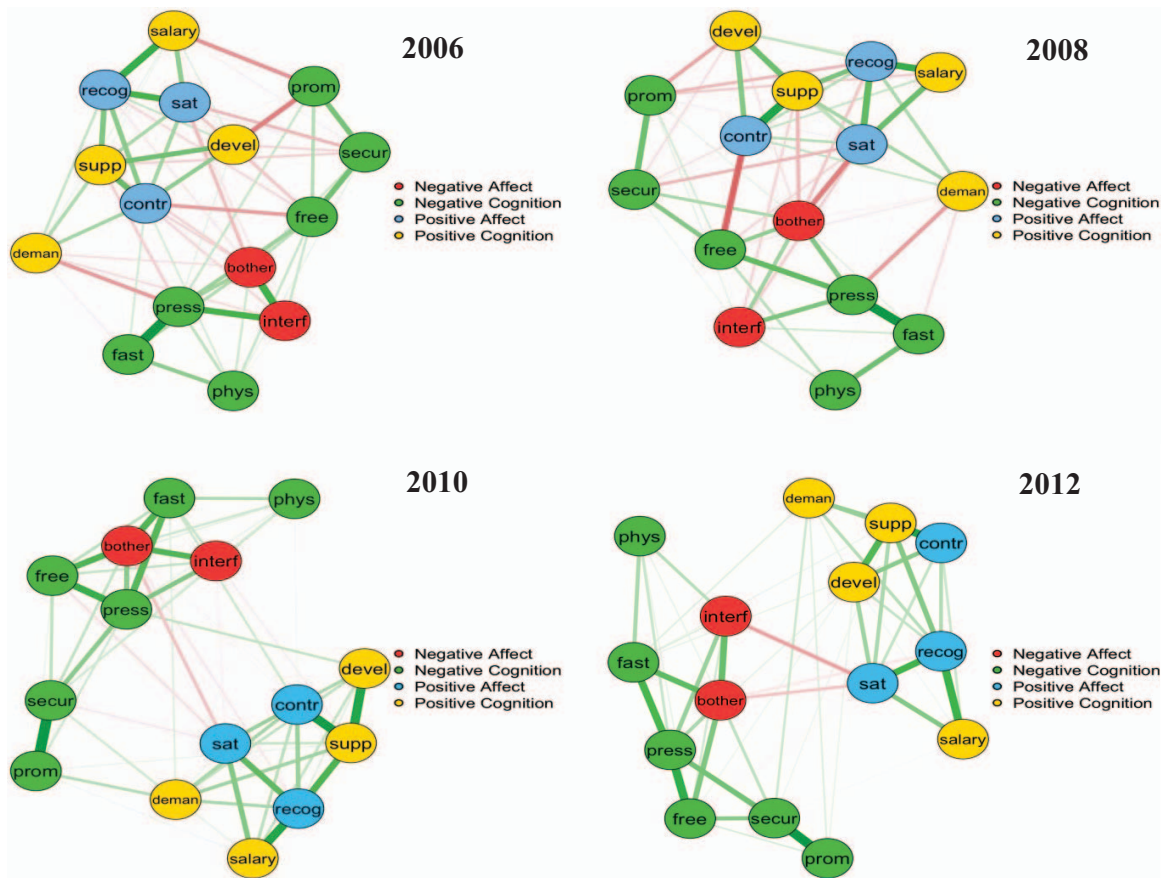 2006
salary
recog
sat
prom
devel
secur
supp
contr
free
deman
bother
press
interf
fast
phys
Negative Affect
Negative Cognition
Positive Affect
Positive Cognition
2008
devel
recog
salary
supp
prom
contr
sat
secur
deman
bother
free
press
interf
fast
phys
Negative Affect
Negative Cognition
Positive Affect
Positive Cognition
2010
fast
phys
bother
interf
free
press
devel
secur
contr
sat
supp
prom
deman
recog
salary
Negative Affect
Negative Cognition
Positive Affect
Positive Cognition
2012
deman
supp
phys
contr
devel
interf
recog
fast
sat
bother
salary
press
free
secur
prom
Negative Affect
Negative Cognition
Positive Affect
Positive Cognition